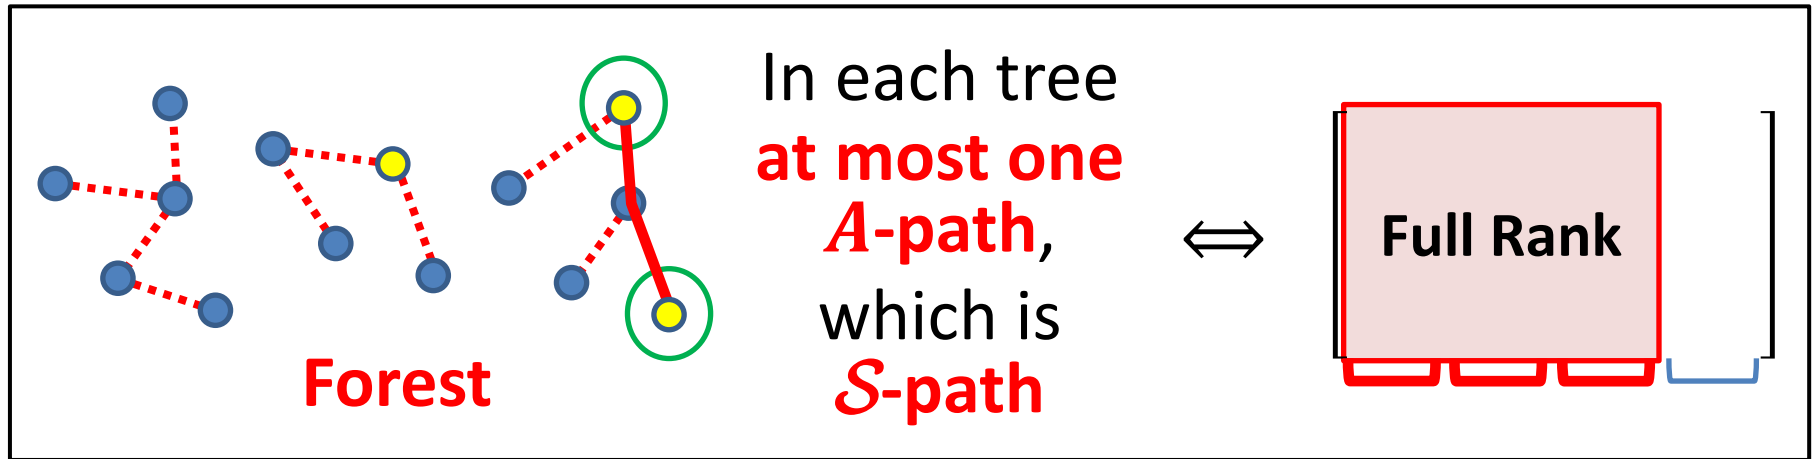 In each tree
at most one
A-path,
which is
𝒮-path
Forest
⇔
Full Rank